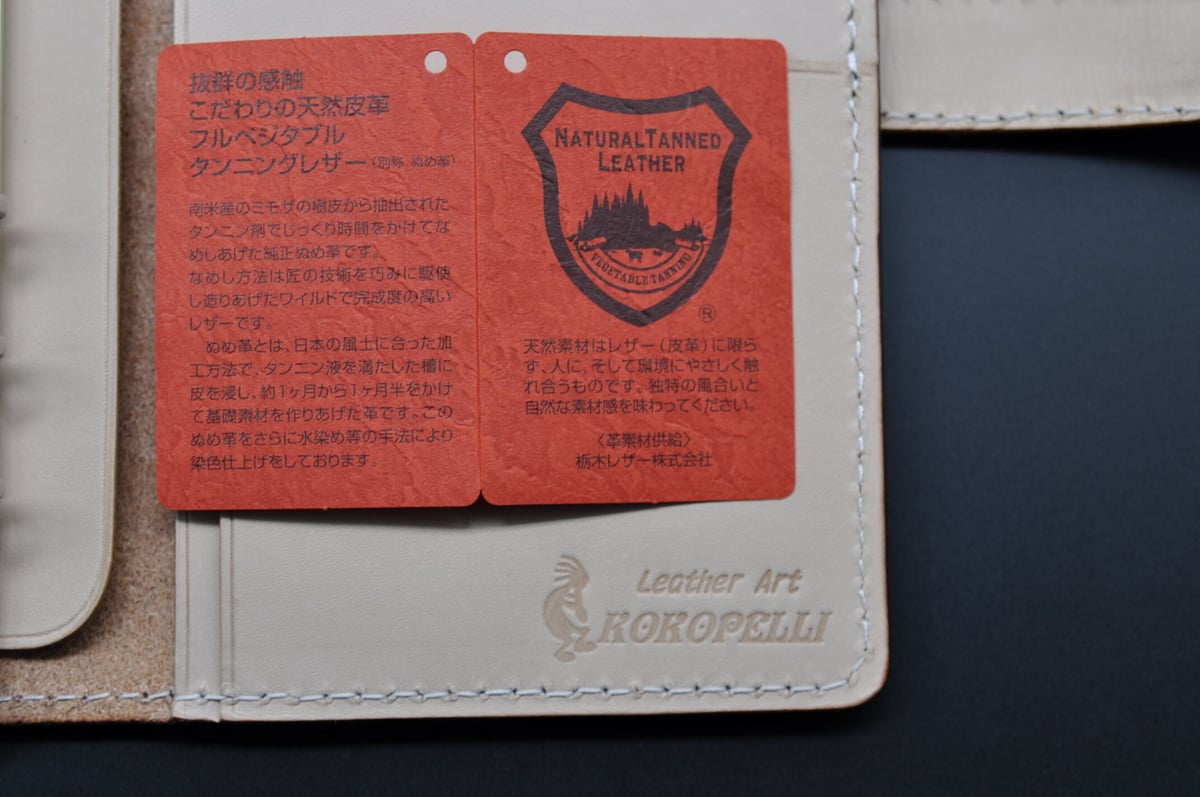 抜群の感触
こだわりの天然皮革
フルベジタブル
タンニングレザー（別称 ぬめ革）
南米産のミモザの樹皮から抽出された
タンニン剤でじっくり時間をかけてな
めしあげた純正ぬめ革です。
なめし方法は匠の技術を巧みに駆使
し造りあげたワイルドで完成度の高い
レザーです。
ぬめ革とは、日本の風土に合った加
工方法で、タンニン液を満たした槽に
皮を浸し、約1ヶ月から1ヶ月半をかけ
て基礎素材を作りあげた革です。この
ぬめ革をさらに水染め等の手法により
染色仕上げをしております。
NATURALTANNED
LEATHER
VEGETABLE TANNING
®
天然素材はレザー（皮革）に限ら
ず、人に、そして環境にやさしく触
れ合うものです。独特の風合いと
自然な素材感を味わってください。
〈革素材供給〉
栃木レザー株式会社
Leather Art
KOKOPELLI